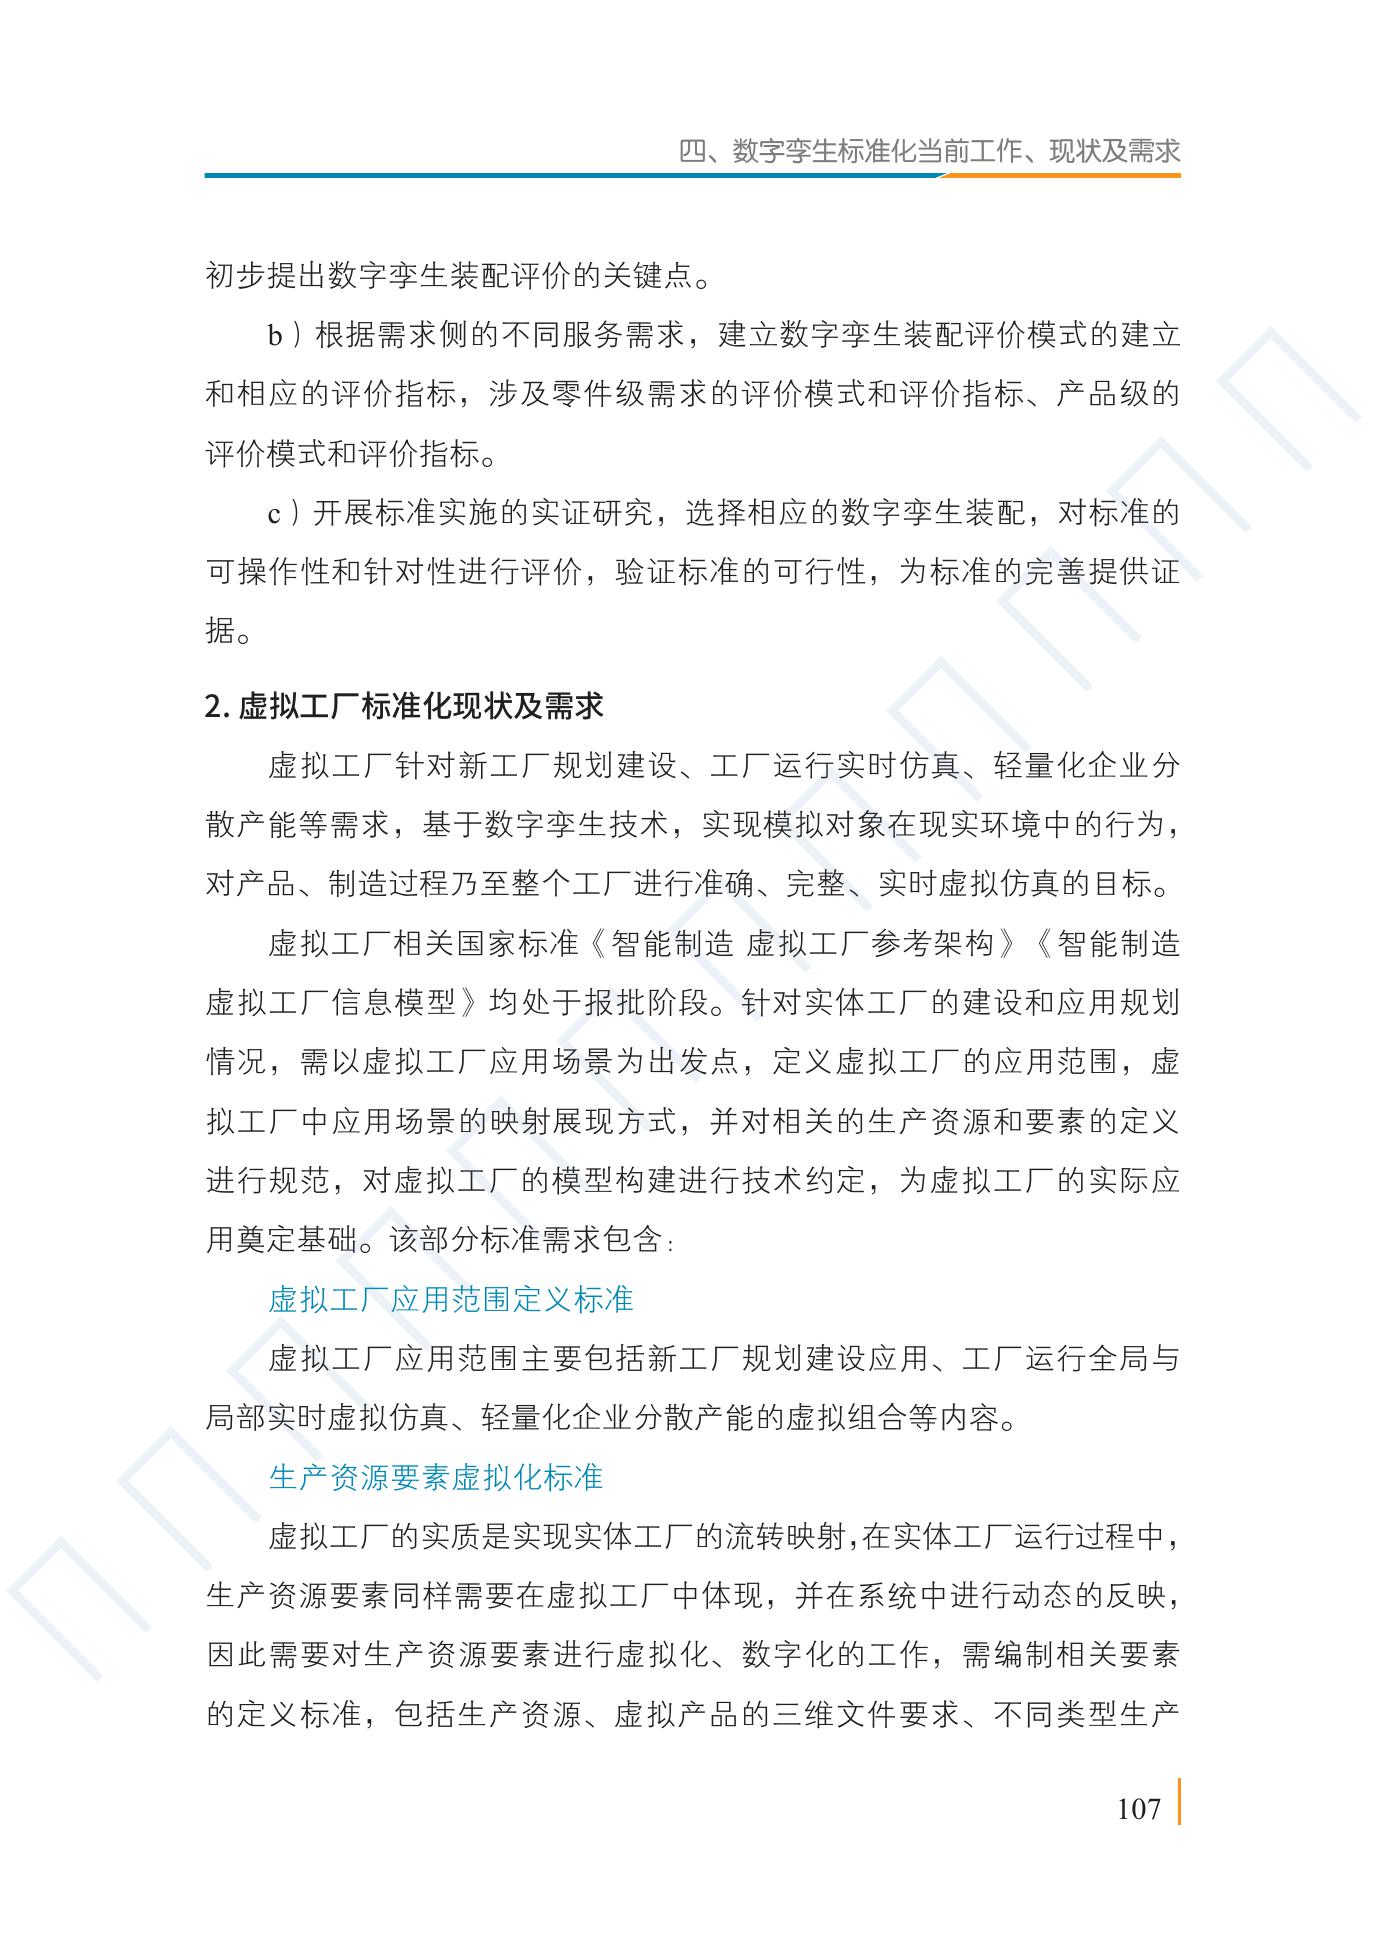 四、数字孪生标准化当前工作、现状及需求
初步提出数字孪生装配评价的关键点。
b）根据需求侧的不同服务需求，建立数字孪生装配评价模式的建立
和相应的评价指标，涉及零件级需求的评价模式和评价指标、产品级的
评价模式和评价指标。
c）开展标准实施的实证研究，选择相应的数字孪生装配，对标准的
可操作性和针对性进行评价，验证标准的可行性，为标准的完善提供证
据。
2. 虚拟工厂标准化现状及需求
虚拟工厂针对新工厂规划建设、工厂运行实时仿真、轻量化企业分
散产能等需求，基于数字孪生技术，实现模拟对象在现实环境中的行为，
对产品、制造过程乃至整个工厂进行准确、完整、实时虚拟仿真的目标。
虚拟工厂相关国家标准《智能制造 虚拟工厂参考架构》《智能制造
虚拟工厂信息模型》均处于报批阶段。针对实体工厂的建设和应用规划
情况，需以虚拟工厂应用场景为出发点，定义虚拟工厂的应用范围，虚
拟工厂中应用场景的映射展现方式，并对相关的生产资源和要素的定义
进行规范，对虚拟工厂的模型构建进行技术约定，为虚拟工厂的实际应
用奠定基础。该部分标准需求包含：
虚拟工厂应用范围定义标准
虚拟工厂应用范围主要包括新工厂规划建设应用、工厂运行全局与
局部实时虚拟仿真、轻量化企业分散产能的虚拟组合等内容。
生产资源要素虚拟化标准
虚拟工厂的实质是实现实体工厂的流转映射，在实体工厂运行过程中，
生产资源要素同样需要在虚拟工厂中体现，并在系统中进行动态的反映，
因此需要对生产资源要素进行虚拟化、数字化的工作，需编制相关要素
的定义标准，包括生产资源、虚拟产品的三维文件要求、不同类型生产
107